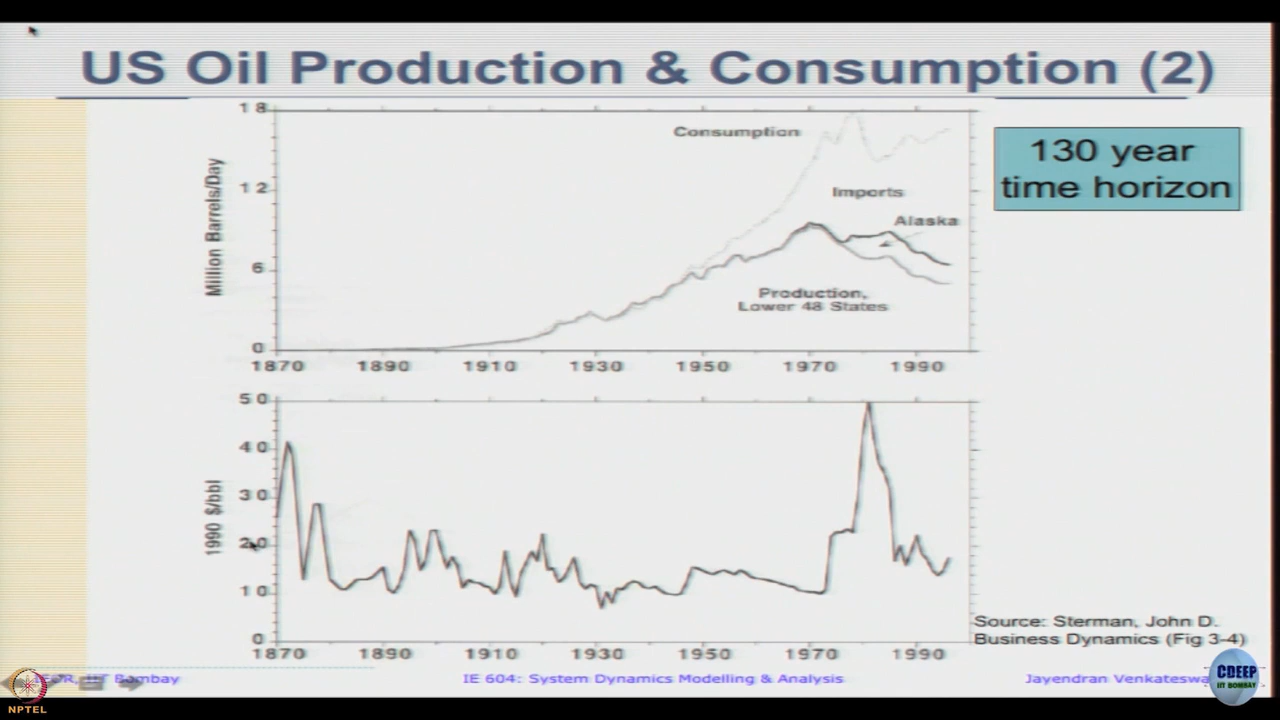 US Oil Production & Consumption (2)
130 year
time horizon
Million Barrels/Day
18
12
6
0
Consumption
Imports
Alaska
Production,
Lower 48 States
1870 1890 1910 1930 1950 1970 1990
1990 $/bbl
50
40
30
20
10
0
1870 1890 1910 1930 1950 1970 1990
Source: Sterman, John D.
Business Dynamics (Fig 3-4)
IIT Bombay
IE 604: System Dynamics Modelling & Analysis
Jayendran
CDEEP
IIT BOMBAY
NPTEL